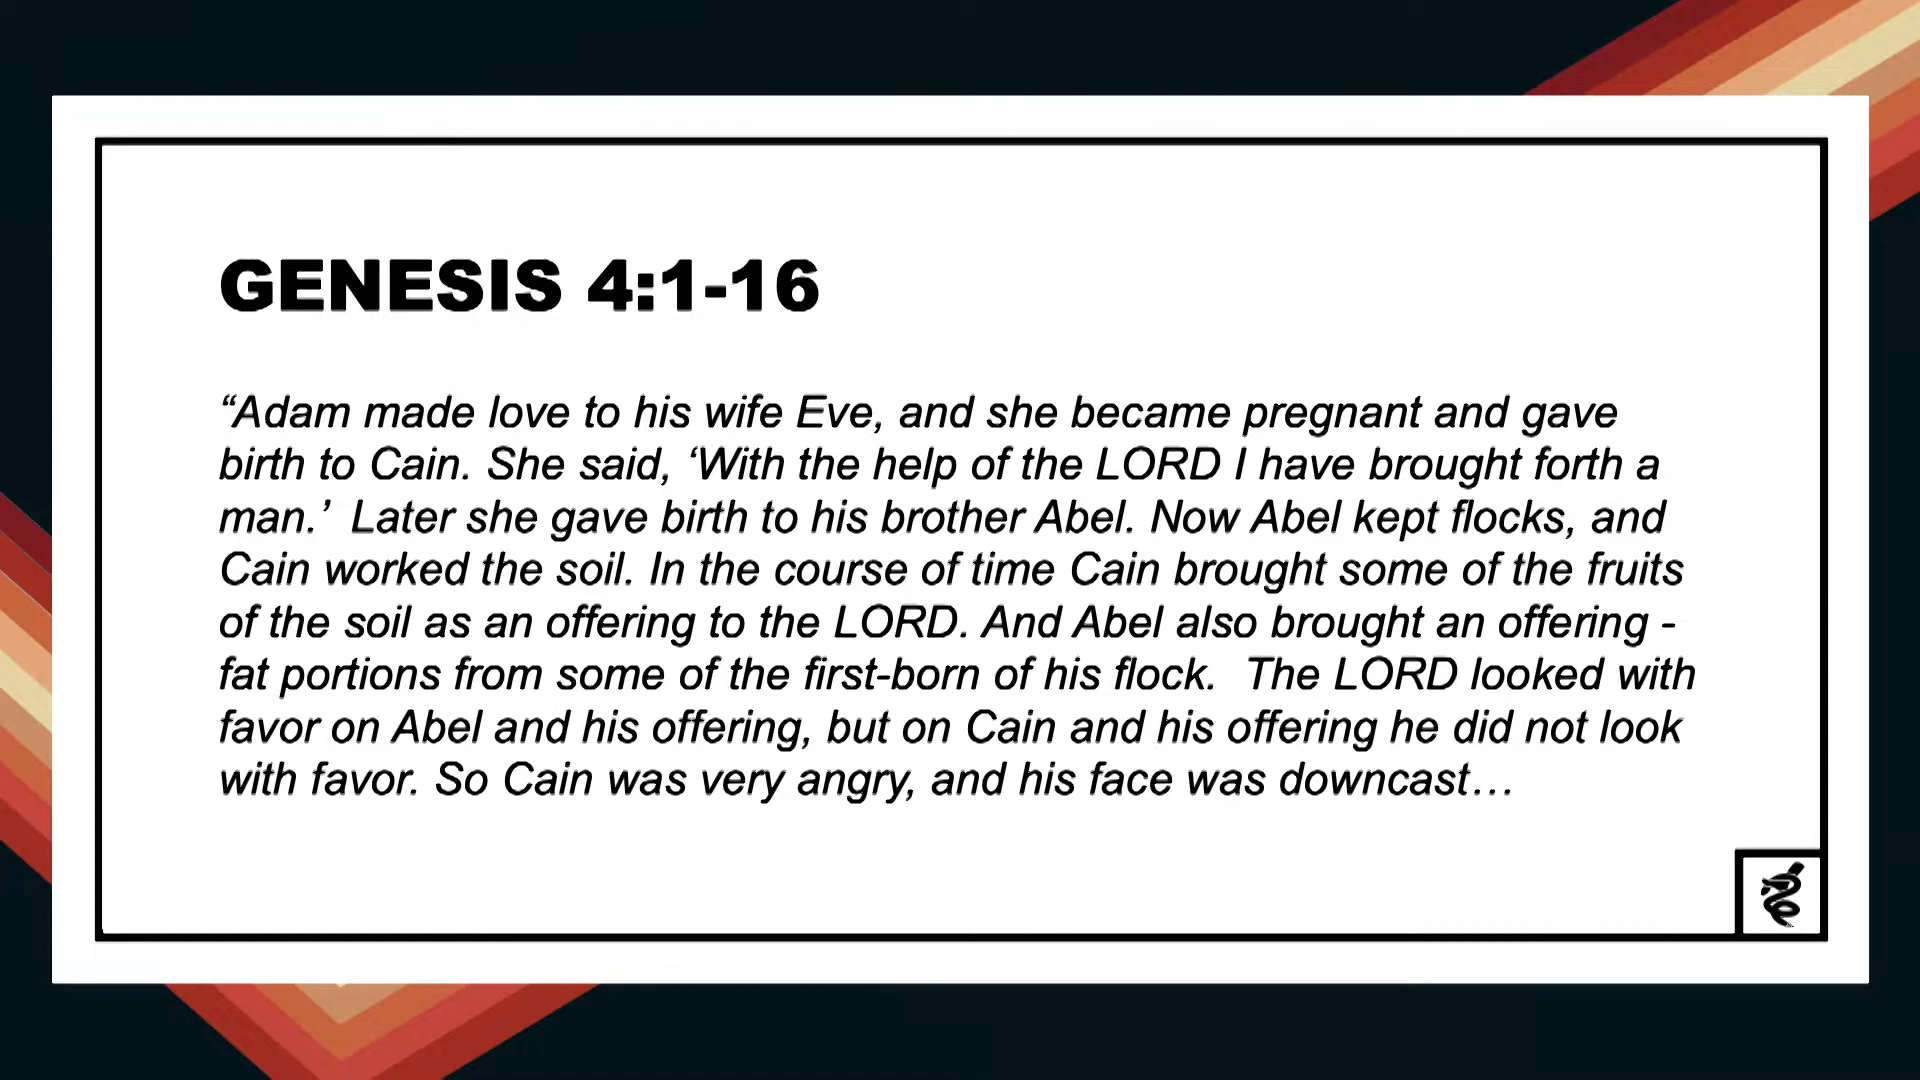 GENESIS 4:1-16
“Adam made love to his wife Eve, and she became pregnant and gave
birth to Cain. She said, ‘With the help of the LORD I have brought forth a
man.’  Later she gave birth to his brother Abel. Now Abel kept flocks, and
Cain worked the soil. In the course of time Cain brought some of the fruits
of the soil as an offering to the LORD. And Abel also brought an offering -
fat portions from some of the first-born of his flock.  The LORD looked with
favor on Abel and his offering, but on Cain and his offering he did not look
with favor. So Cain was very angry, and his face was downcast…